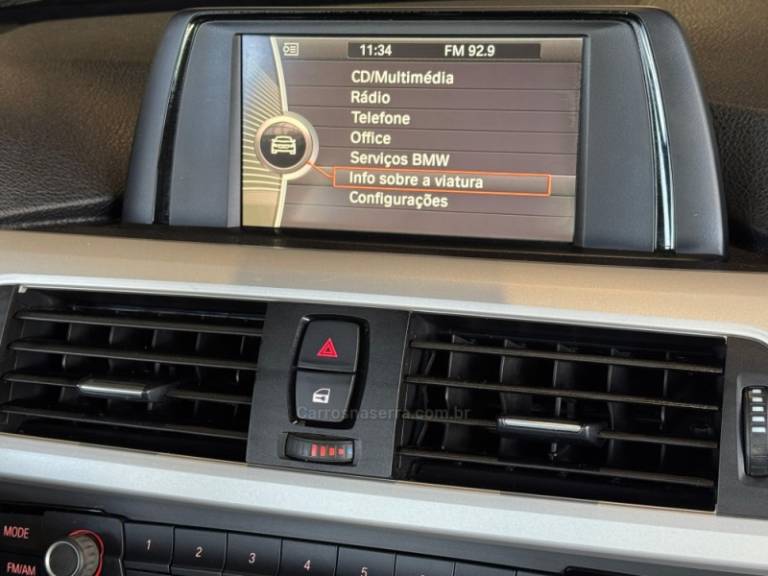 11:34 FM 92.9
CD/Multimédia
Rádio
Telefone
Office
Serviços BMW
Info sobre a viatura
Configurações
Carrosnaserra.com.br
MODE
FM/AM
1 2 3 4 5